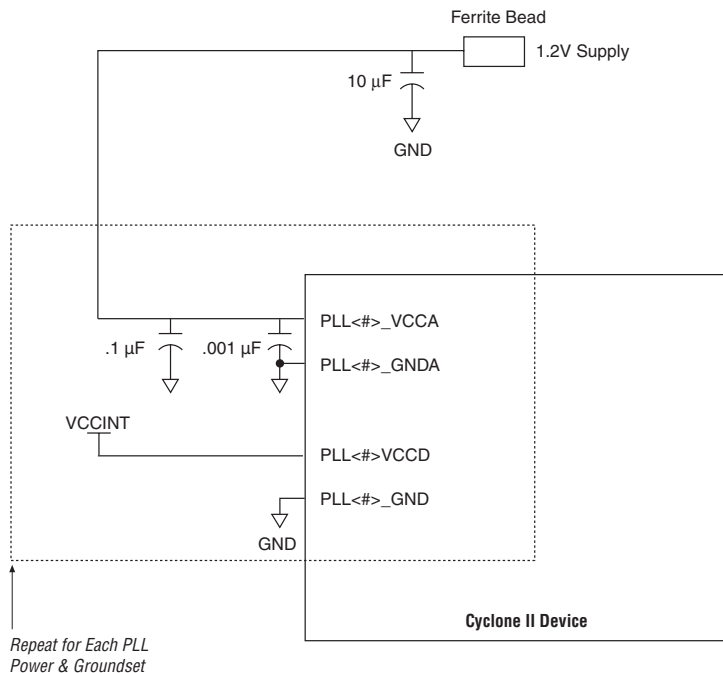 Ferrite Bead
1.2V Supply
10 µF
GND
PLL<#>_VCCA
.1 µF
.001 µF
PLL<#>_GNDA
VCCINT
PLL<#>VCCD
PLL<#>_GND
GND
Cyclone II Device
Repeat for Each PLL
Power & Groundset